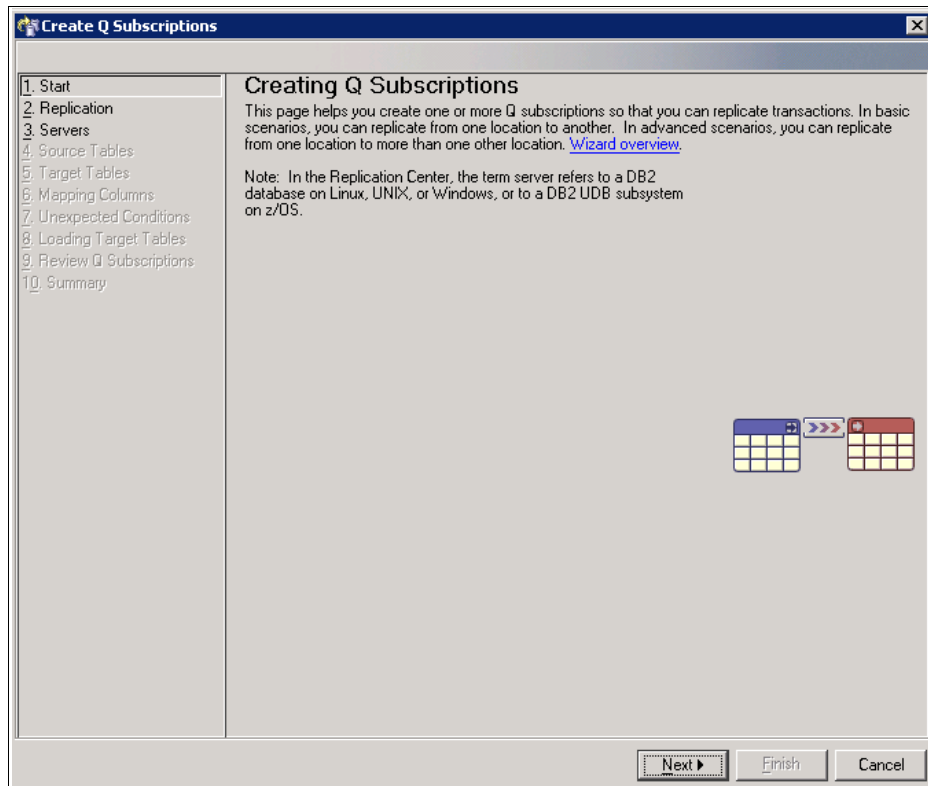 Create Q Subscriptions
1. Start
2. Replication
3. Servers
4. Source Tables
5. Target Tables
6. Mapping Columns
7. Unexpected Conditions
8. Loading Target Tables
9. Review Q Subscriptions
10. Summary
Creating Q Subscriptions
This page helps you create one or more Q subscriptions so that you can replicate transactions. In basic
scenarios, you can replicate from one location to another. In advanced scenarios, you can replicate
from one location to more than one other location. Wizard overview.
Note: In the Replication Center, the term server refers to a DB2
database on Linux, UNIX, or Windows, or to a DB2 UDB subsystem
on z/OS.
Next
Finish
Cancel